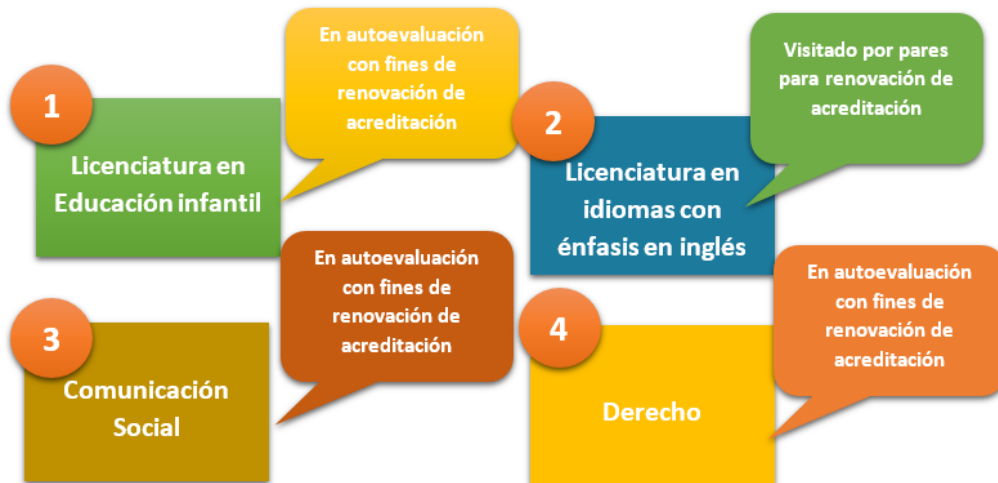 1
Licenciatura en
Educación infantil
En autoevaluación
con fines de
renovación de
acreditación
2
Licenciatura en
idiomas con
énfasis en inglés
Visitado por pares
para renovación de
acreditación
3
Comunicación
Social
En autoevaluación
con fines de
renovación de
acreditación
4
Derecho
En autoevaluación
con fines de
renovación de
acreditación